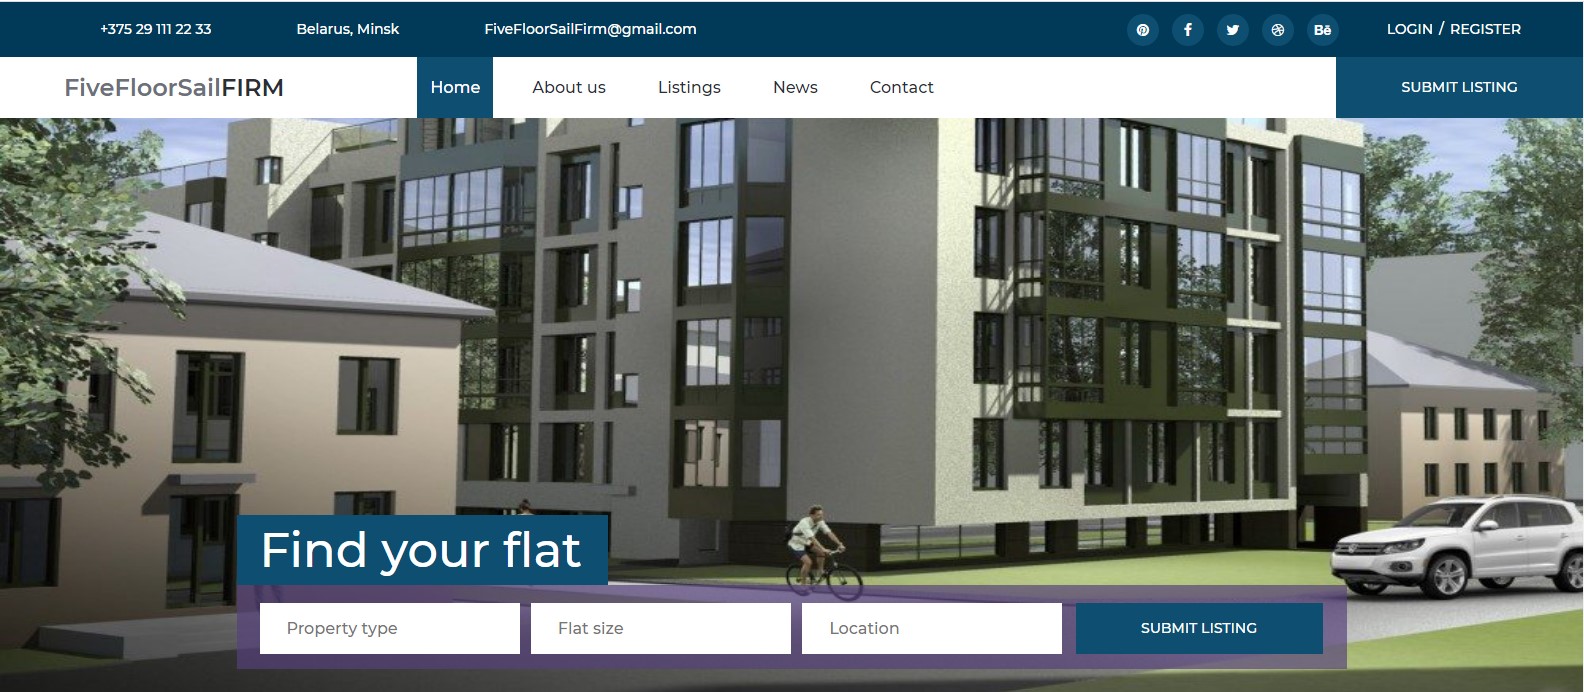 +375 29 111 22 33 Belarus, Minsk FiveFloorSailFirm@gmail.com Bē LOGIN / REGISTER
FiveFloorSailFIRM Home About us Listings News Contact SUBMIT LISTING
Find your flat
Property type Flat size Location SUBMIT LISTING